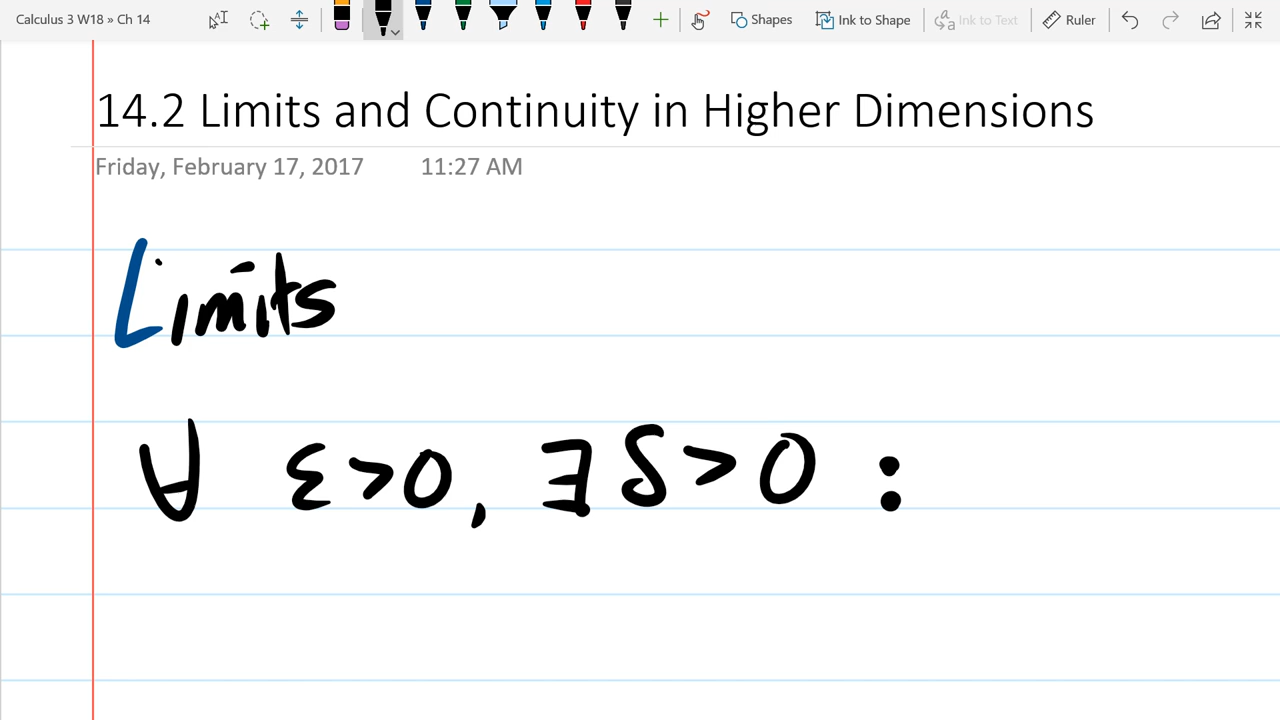 Calculus 3 W18 » Ch 14
Shapes
Ink to Shape
Ink to Text
Ruler
14.2 Limits and Continuity in Higher Dimensions
Friday, February 17, 2017 11:27 AM
Limits
∀ ε>0, ∃ δ>0 :